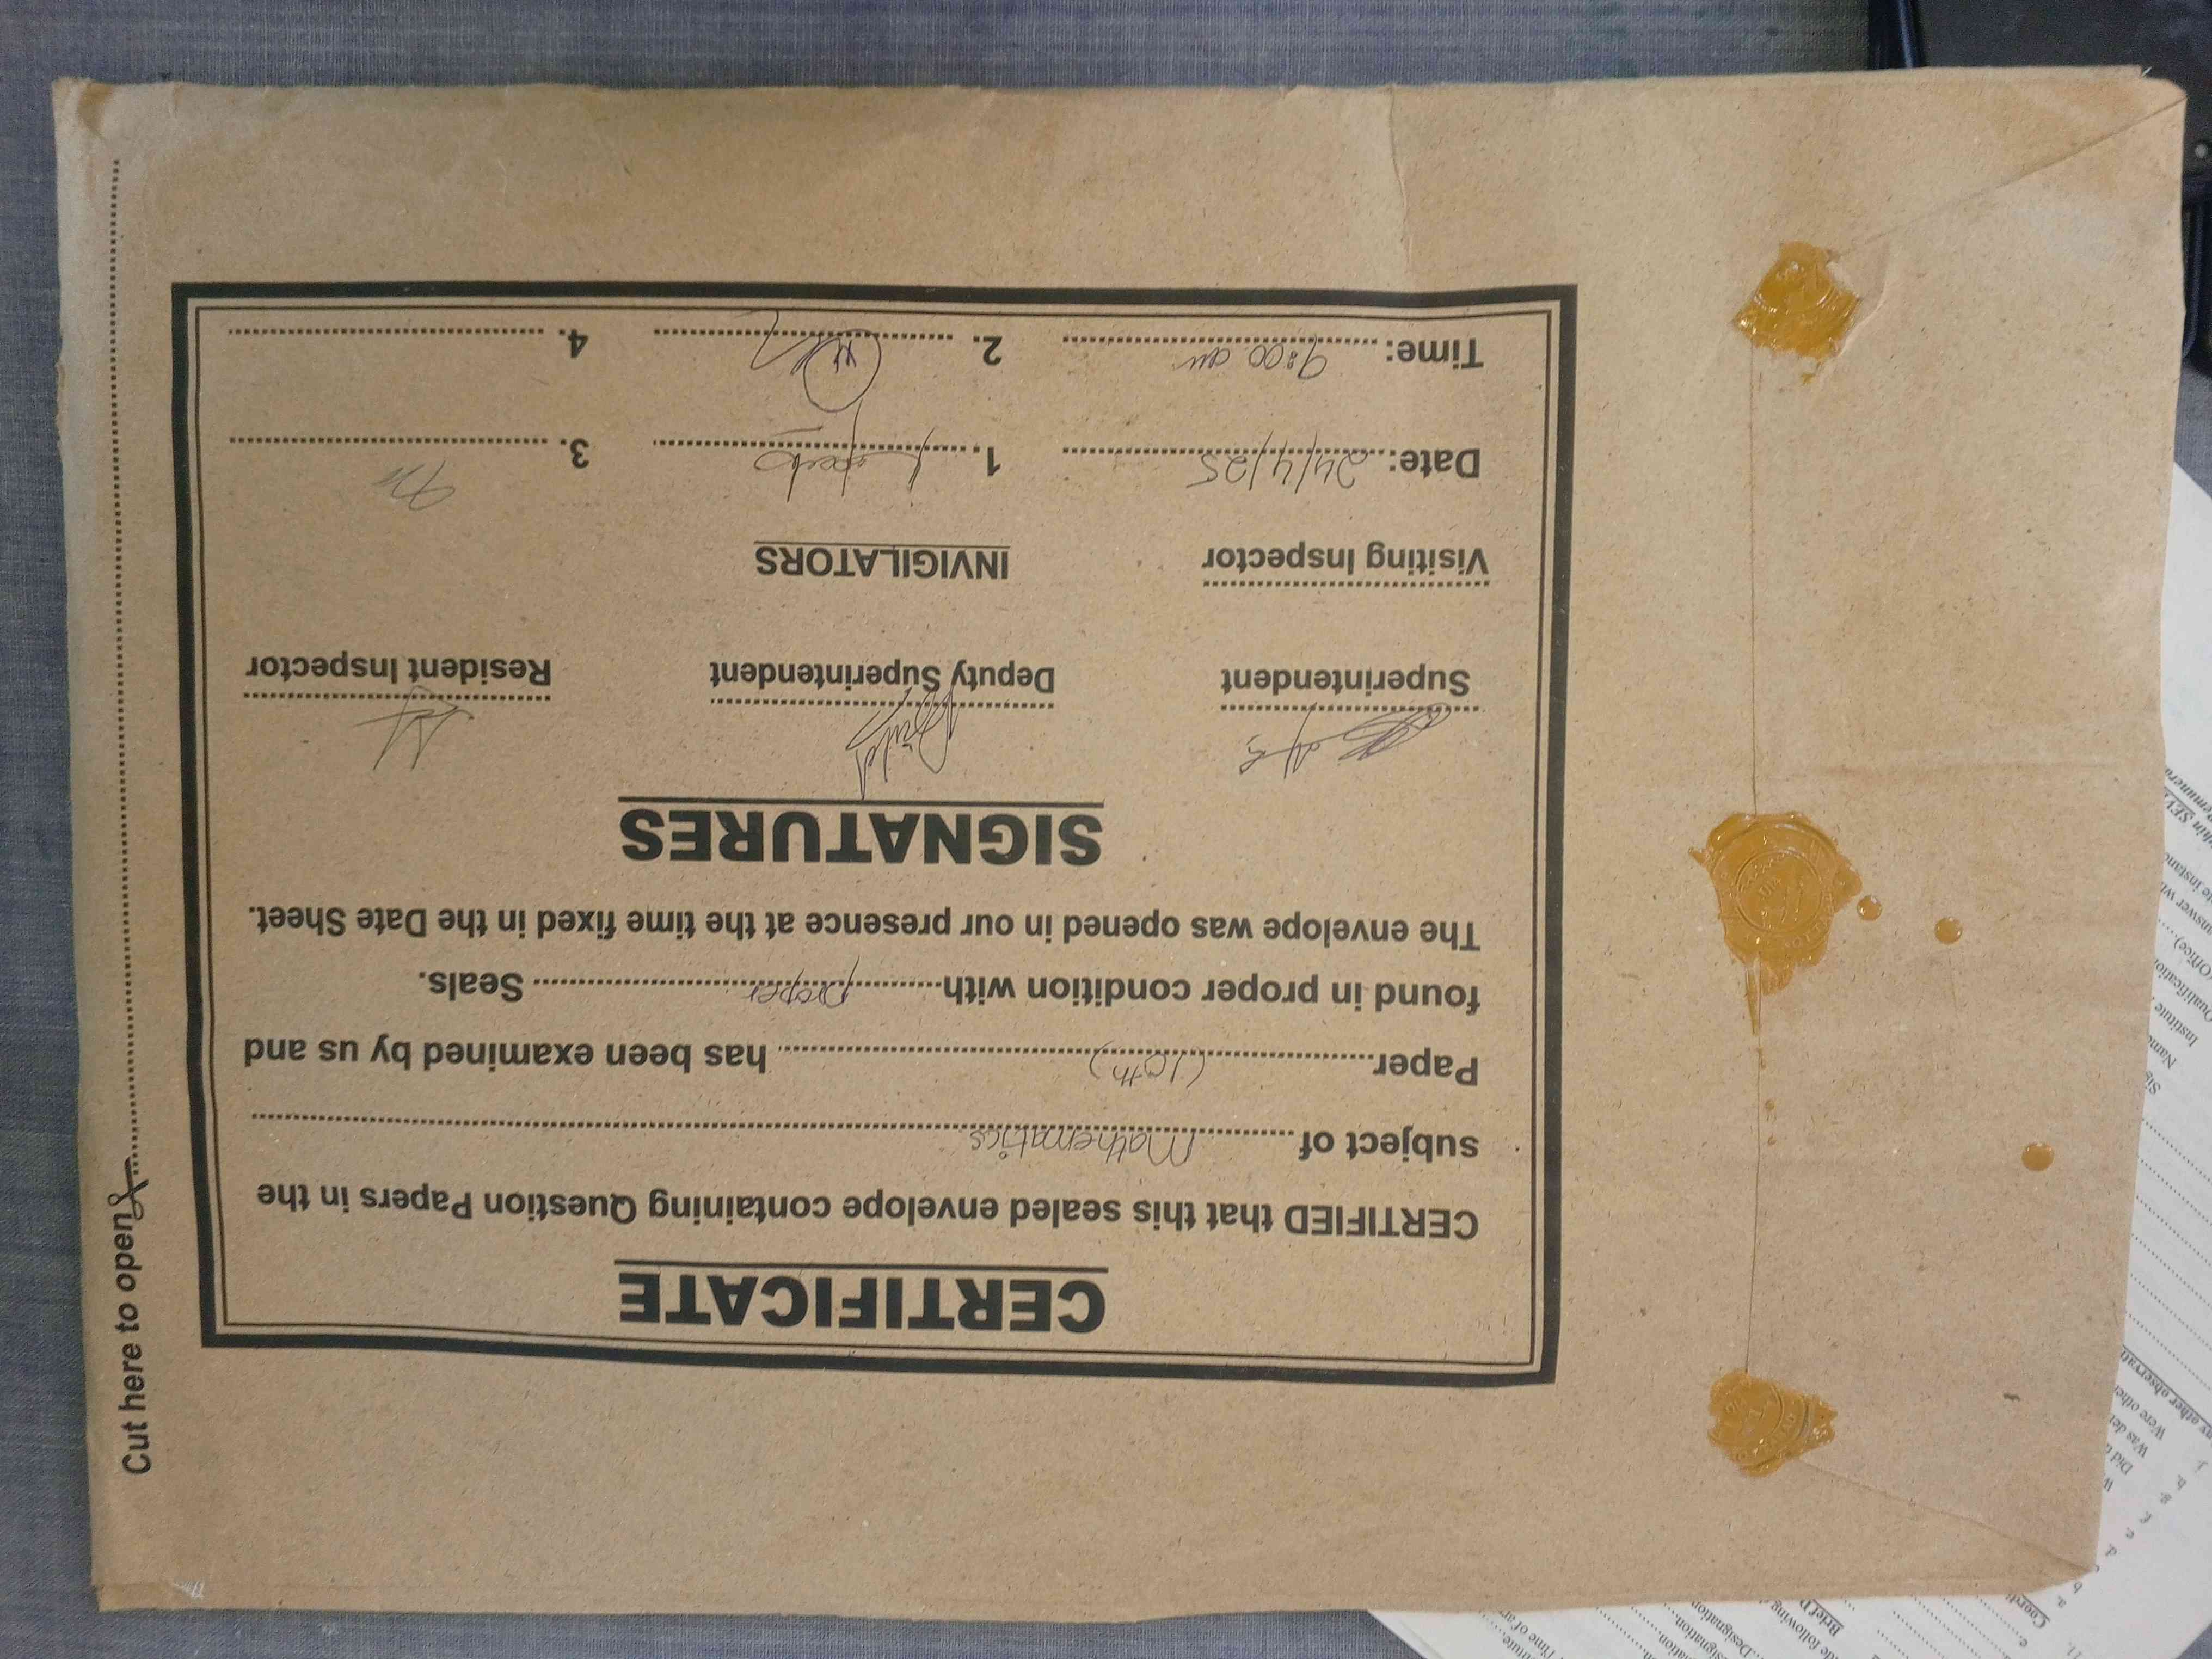 CERTIFICATE
CERTIFIED that this sealed envelope containing Question Papers in the
subject of Mathematics
Paper (10th) has been examined by us and
found in proper condition with proper Seals.
The envelope was opened in our presence at the time fixed in the Date Sheet.
SIGNATURES
Superintendent Deputy Superintendent Resident Inspector
Visiting Inspector INVIGILATORS
Date: 24/4/25 1. 3.
Time: 9:00 am 2. 4.
Cut here to open